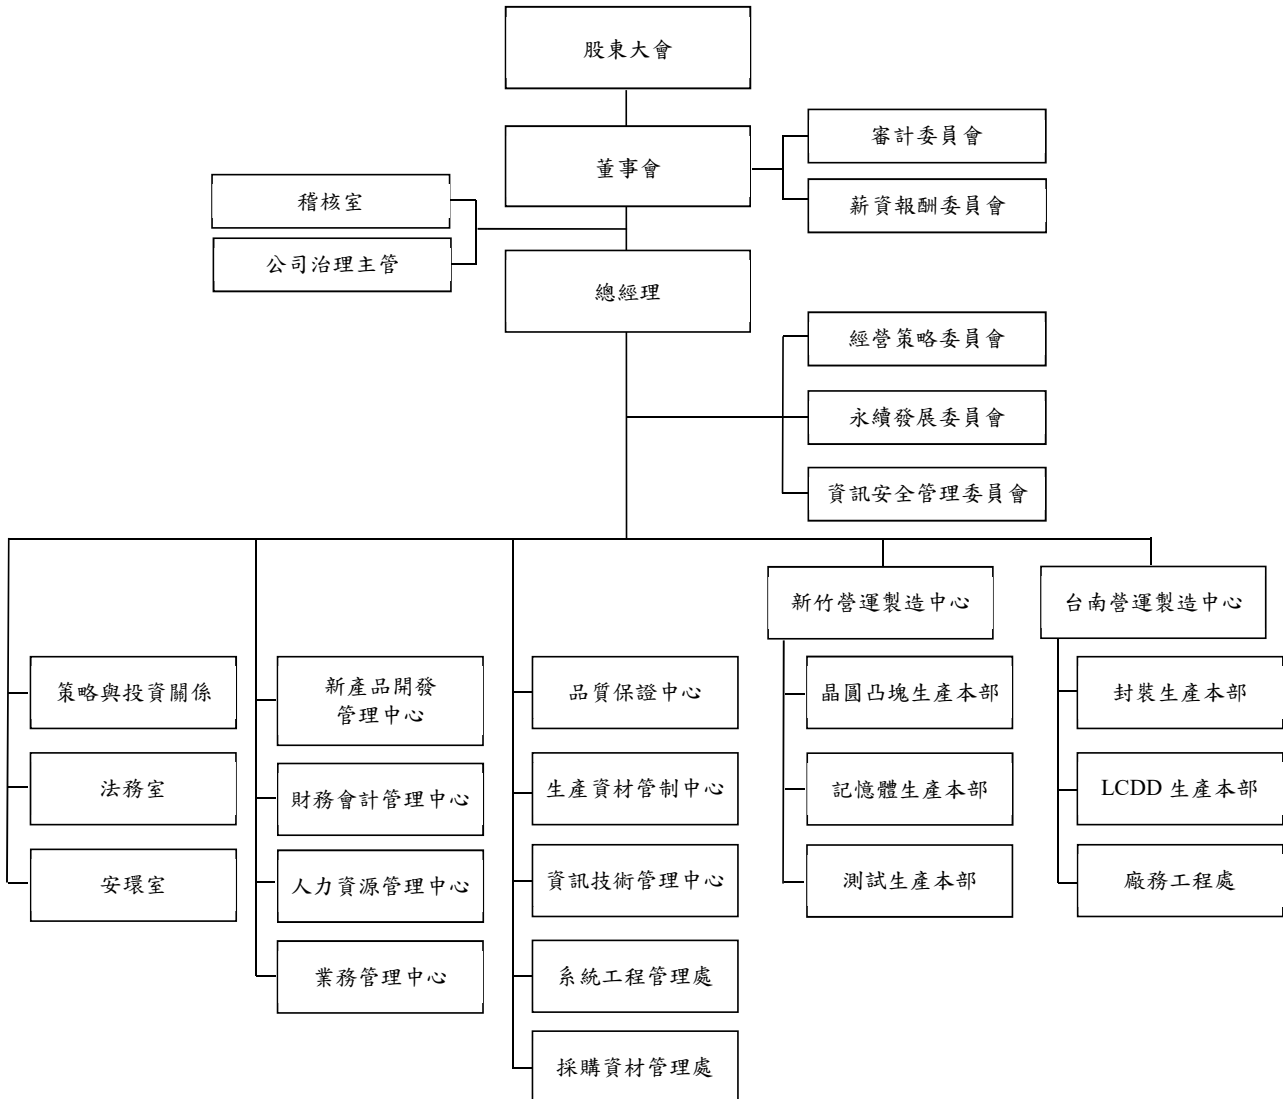 股東大會
董事會
審計委員會
薪資報酬委員會
稽核室
公司治理主管
總經理
經營策略委員會
永續發展委員會
資訊安全管理委員會
新竹營運製造中心
台南營運製造中心
策略與投資關係
法務室
安環室
新產品開發
管理中心
財務會計管理中心
人力資源管理中心
業務管理中心
品質保證中心
生產資材管制中心
資訊技術管理中心
系統工程管理處
採購資材管理處
晶圓凸塊生產本部
記憶體生產本部
測試生產本部
封裝生產本部
LCDD 生產本部
廠務工程處